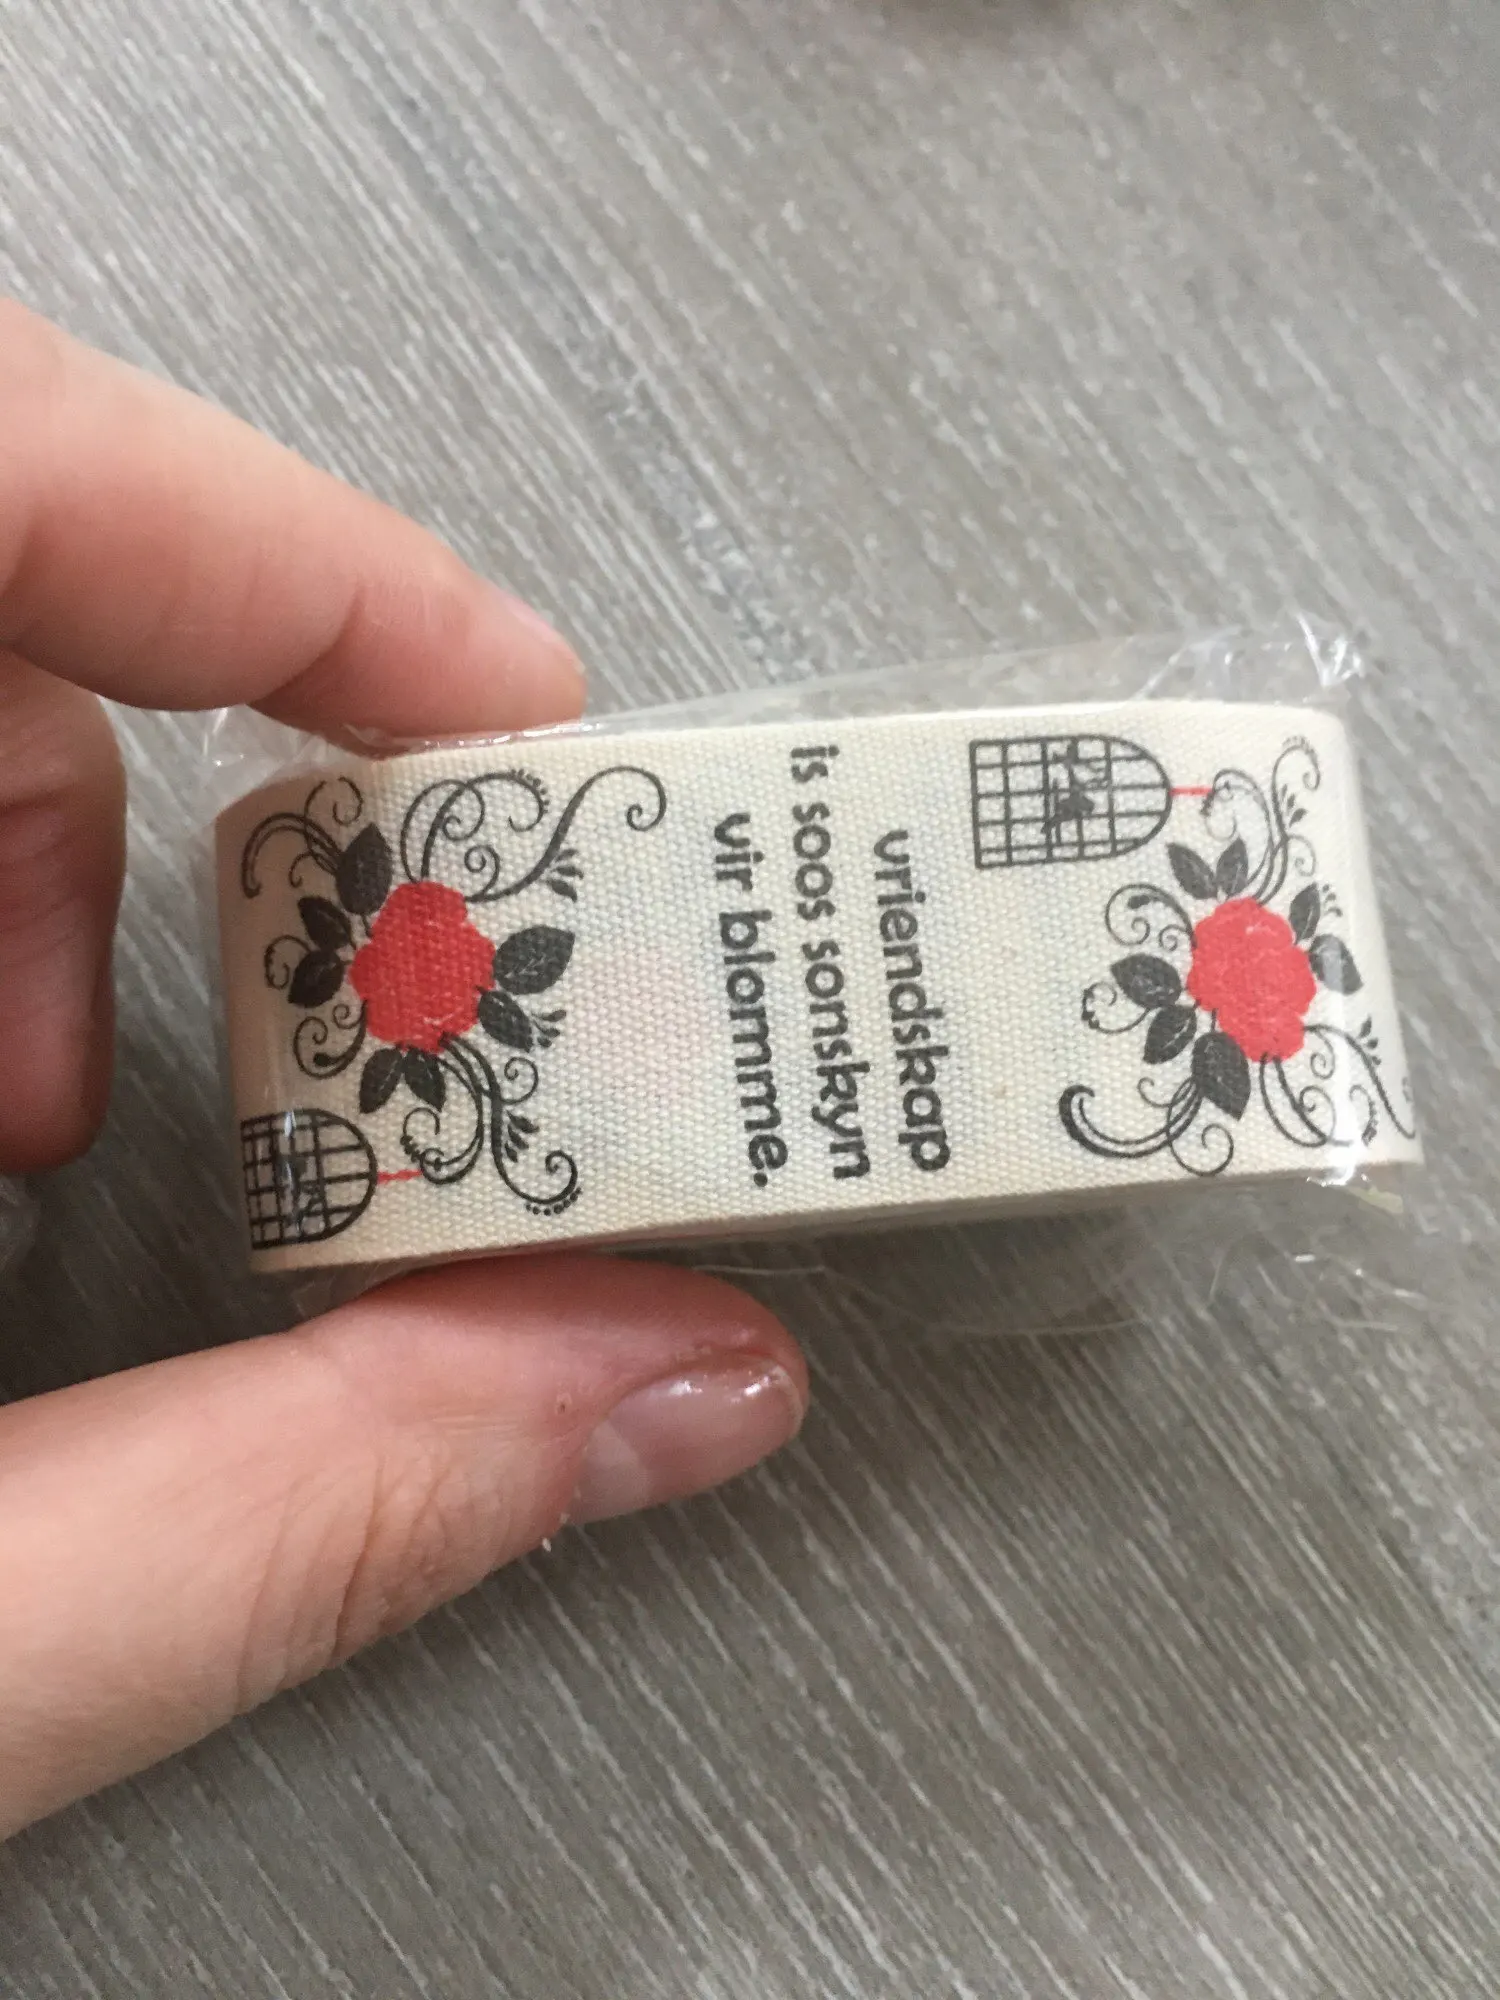 vriendskap
is soos sonskyn
vir blomme.